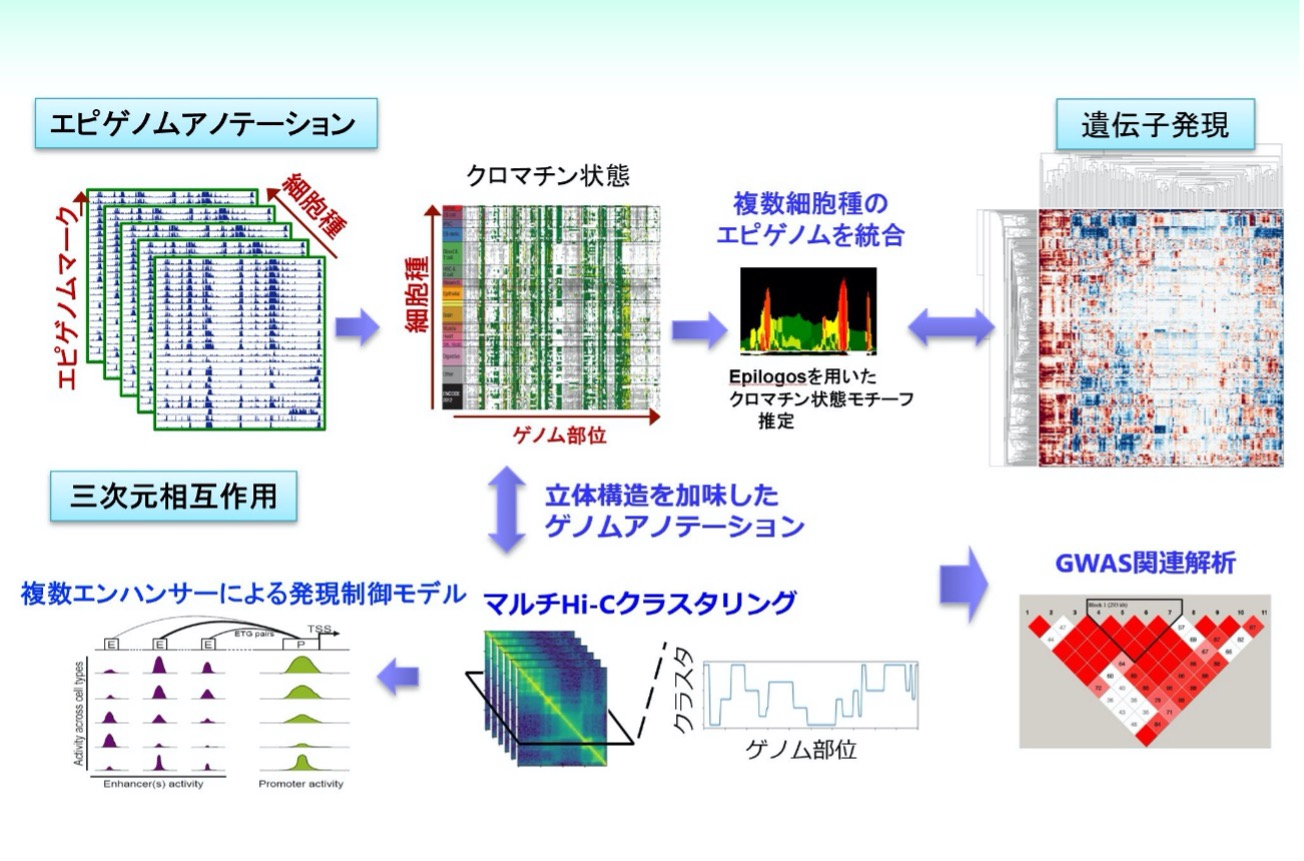 エピゲノムアノテーション
遺伝子発現
エピゲノムマーク
細胞種
クロマチン状態
細胞種
ゲノム部位
複数細胞種の
エピゲノムを統合
Epilogosを用いた
クロマチン状態モチーフ
推定
三次元相互作用
立体構造を加味した
ゲノムアノテーション
複数エンハンサーによる発現制御モデル
ETG pairs
TSS
E E E P
Activity across cell types
Enhancer(s) activity
Promoter activity
マルチHi-Cクラスタリング
クラスタ
ゲノム部位
GWAS関連解析
1 2 3 4 5 6 7 8 9 10 11